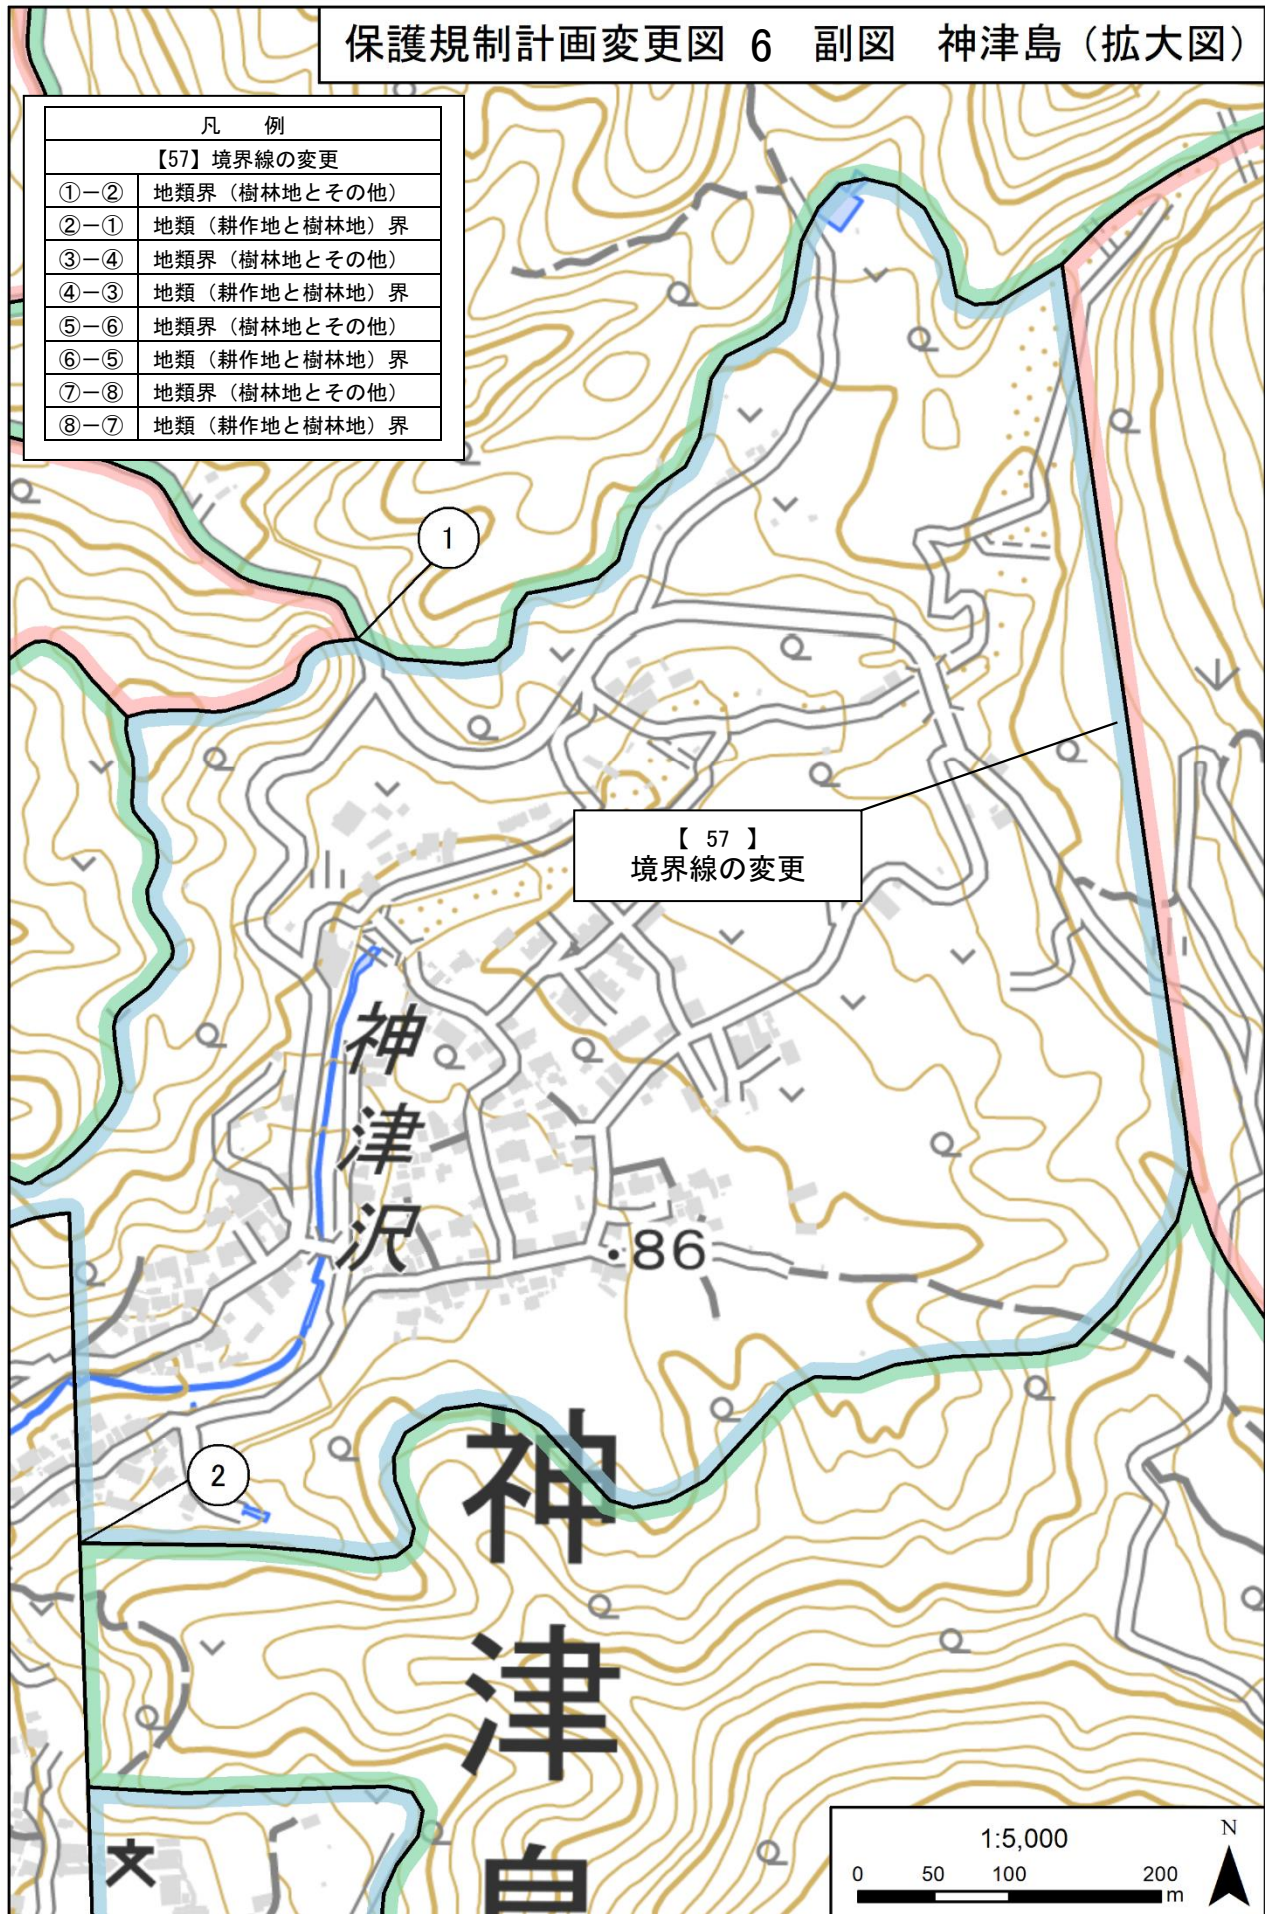 保護規制計画変更図 6　副図　神津島（拡大図）
凡　例
【57】境界線の変更
①－② 地類界（樹林地とその他）
②－① 地類（耕作地と樹林地）界
③－④ 地類界（樹林地とその他）
④－③ 地類（耕作地と樹林地）界
⑤－⑥ 地類界（樹林地とその他）
⑥－⑤ 地類（耕作地と樹林地）界
⑦－⑧ 地類界（樹林地とその他）
⑧－⑦ 地類（耕作地と樹林地）界
1
【 57 】
境界線の変更
神津沢
・86
2
神津島
文
1:5,000
N
0 50 100 200
m